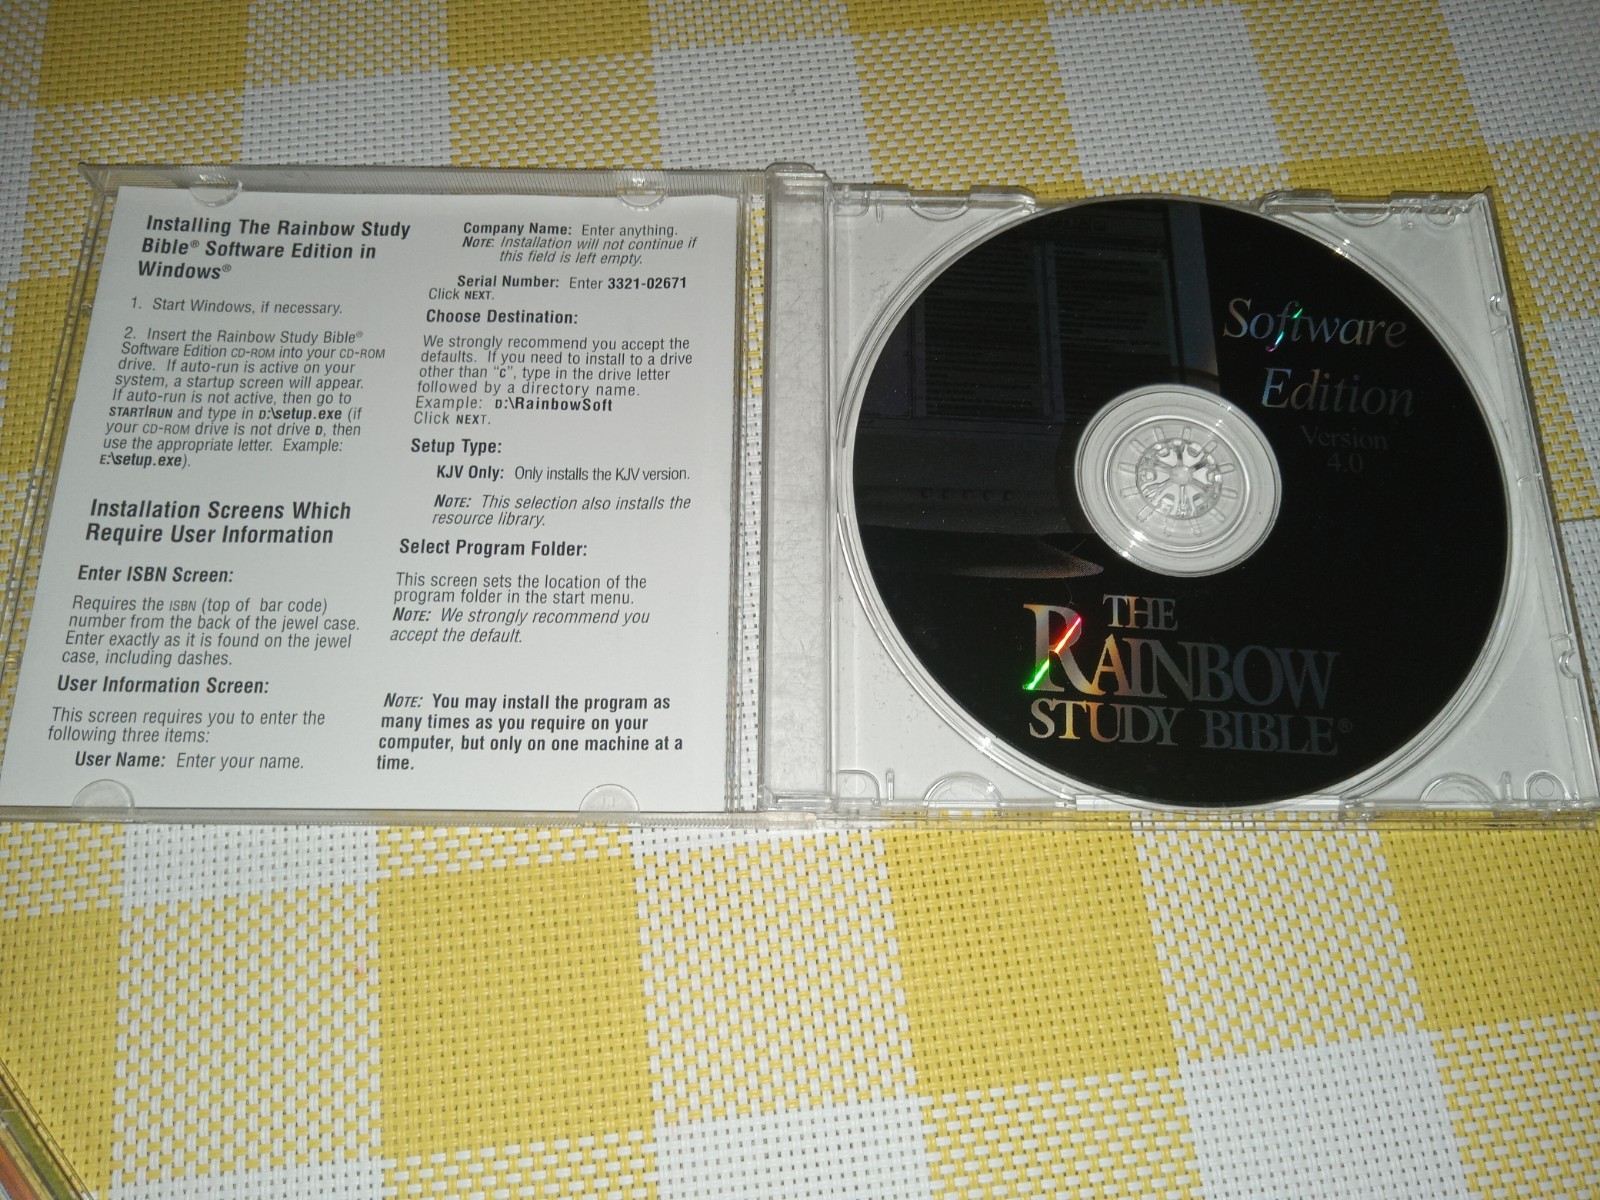 Installing The Rainbow Study
Bible® Software Edition in
Windows®
1. Start Windows, if necessary.
2. Insert the Rainbow Study Bible®
Software Edition CD-ROM into your CD-ROM
drive. If auto-run is active on your
system, a startup screen will appear.
If auto-run is not active, then go to
START|RUN and type in D:\setup.exe (if
your CD-ROM drive is not drive D, then
use the appropriate letter. Example:
E:\setup.exe).
Installation Screens Which
Require User Information
Enter ISBN Screen:
Requires the ISBN (top of bar code)
number from the back of the jewel case.
Enter exactly as it is found on the jewel
case, including dashes.
User Information Screen:
This screen requires you to enter the
following three items:
User Name: Enter your name.
Company Name: Enter anything.
NOTE: Installation will not continue if
this field is left empty.
Serial Number: Enter 3321-02671
Click NEXT.
Choose Destination:
We strongly recommend you accept the
defaults. If you need to install to a drive
other than "C", type in the drive letter
followed by a directory name.
Example: D:\RainbowSoft
Click NEXT.
Setup Type:
KJV Only: Only installs the KJV version.
NOTE: This selection also installs the
resource library.
Select Program Folder:
This screen sets the location of the
program folder in the start menu.
NOTE: We strongly recommend you
accept the default.
NOTE: You may install the program as
many times as you require on your
computer, but only on one machine at a
time.
Software
Edition
Version
4.0
THE
RAINBOW
STUDY BIBLE®